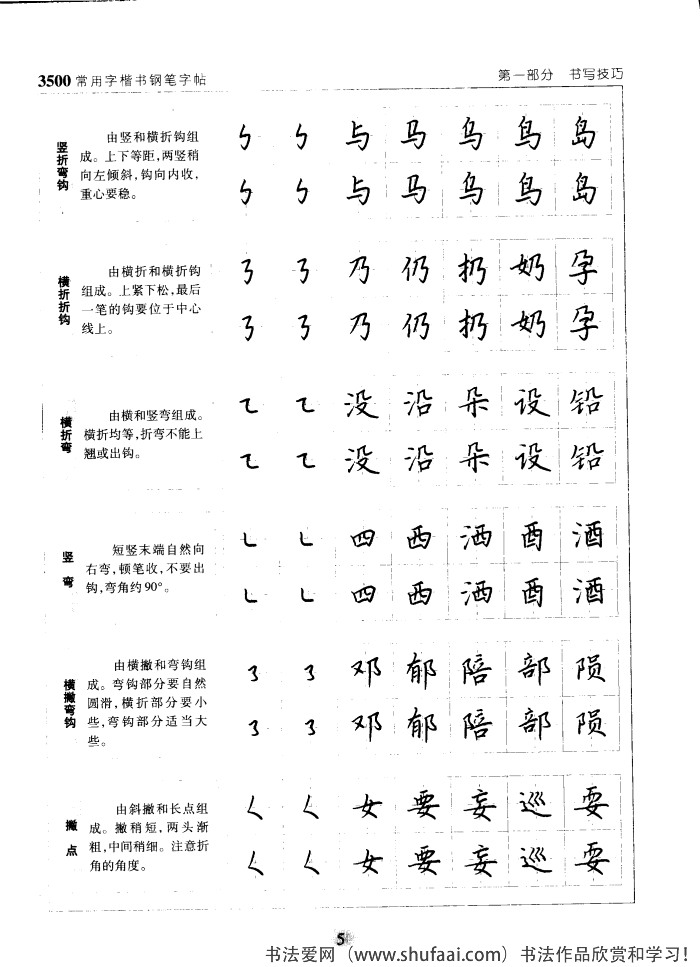 3500常用字楷书钢笔字帖
第一部分 书写技巧
竖折弯钩
由竖和横折钩组
成。上下等距,两竖稍
向左倾斜,钩向内收,
重心要稳。
㇉ ㇉ 与 马 乌 鸟 岛
㇉ ㇉ 与 马 乌 鸟 岛
横折折钩
由横折和横折钩
组成。上紧下松,最后
一笔的钩要位于中心
线上。
㇡ ㇡ 乃 仍 扔 奶 孕
㇡ ㇡ 乃 仍 扔 奶 孕
横折弯
由横和竖弯组成。
横折均等,折弯不能上
翘或出钩。
㇍ ㇍ 没 沿 朵 设 铅
㇍ ㇍ 没 沿 朵 设 铅
竖弯
短竖末端自然向
右弯,顿笔收,不要出
钩,弯角约90°。
㇄ ㇄ 四 西 洒 酉 酒
㇄ ㇄ 四 西 洒 酉 酒
横撇弯钩
由横撇和弯钩组
成。弯钩部分要自然
圆滑,横折部分要小
些,弯钩部分适当大
些。
㇌ ㇌ 邓 郁 陪 部 陨
㇌ ㇌ 邓 郁 陪 部 陨
撇点
由斜撇和长点组
成。撇稍短,两头渐
粗,中间稍细。注意折
角的角度。
㇛ ㇛ 女 要 妄 巡 耍
㇛ ㇛ 女 要 妄 巡 耍
5
书法爱网（www.shufaai.com）书法作品欣赏和学习！